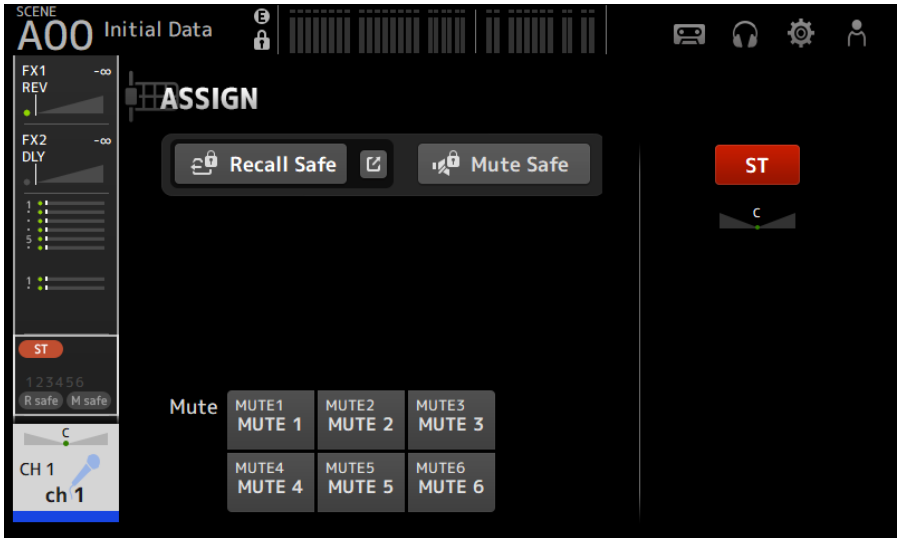 SCENE
A00 Initial Data
E
FX1 -∞
REV
FX2 -∞
DLY
1
5
1
ST
123456
R safe M safe
C
CH 1
ch 1
ASSIGN
Recall Safe
Mute Safe
ST
C
Mute
MUTE1 MUTE2 MUTE3
MUTE 1 MUTE 2 MUTE 3
MUTE4 MUTE5 MUTE6
MUTE 4 MUTE 5 MUTE 6